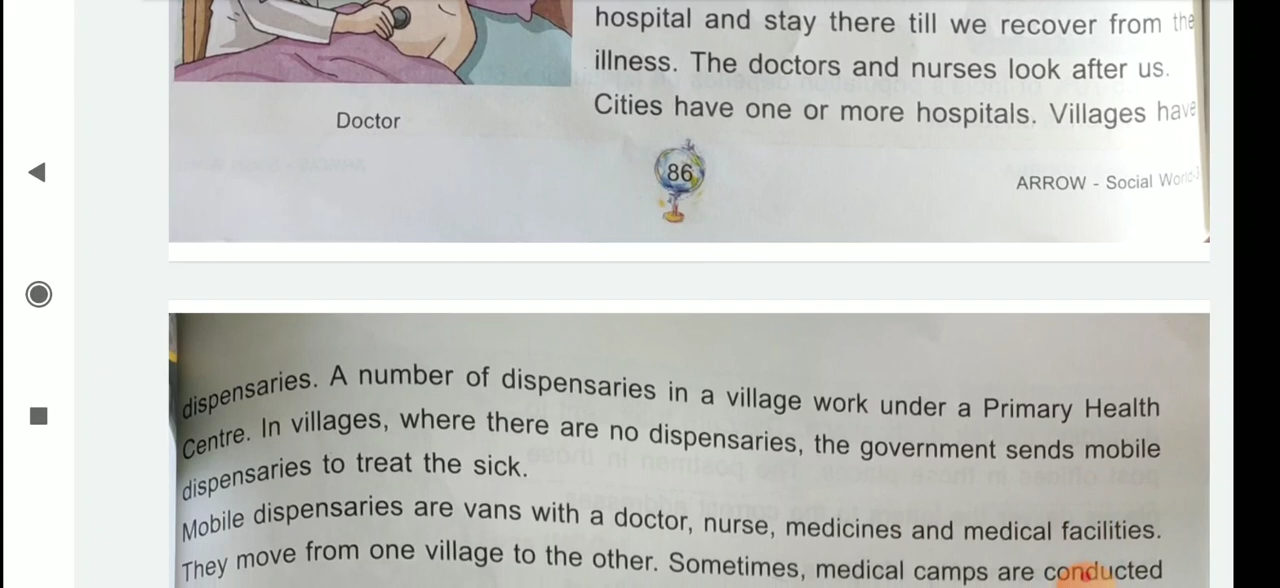 hospital and stay there till we recover from the
illness. The doctors and nurses look after us.
Cities have one or more hospitals. Villages have
Doctor
86
ARROW - Social World-3
dispensaries. A number of dispensaries in a village work under a Primary Health
Centre. In villages, where there are no dispensaries, the government sends mobile
dispensaries to treat the sick.
Mobile dispensaries are vans with a doctor, nurse, medicines and medical facilities.
They move from one village to the other. Sometimes, medical camps are conducted